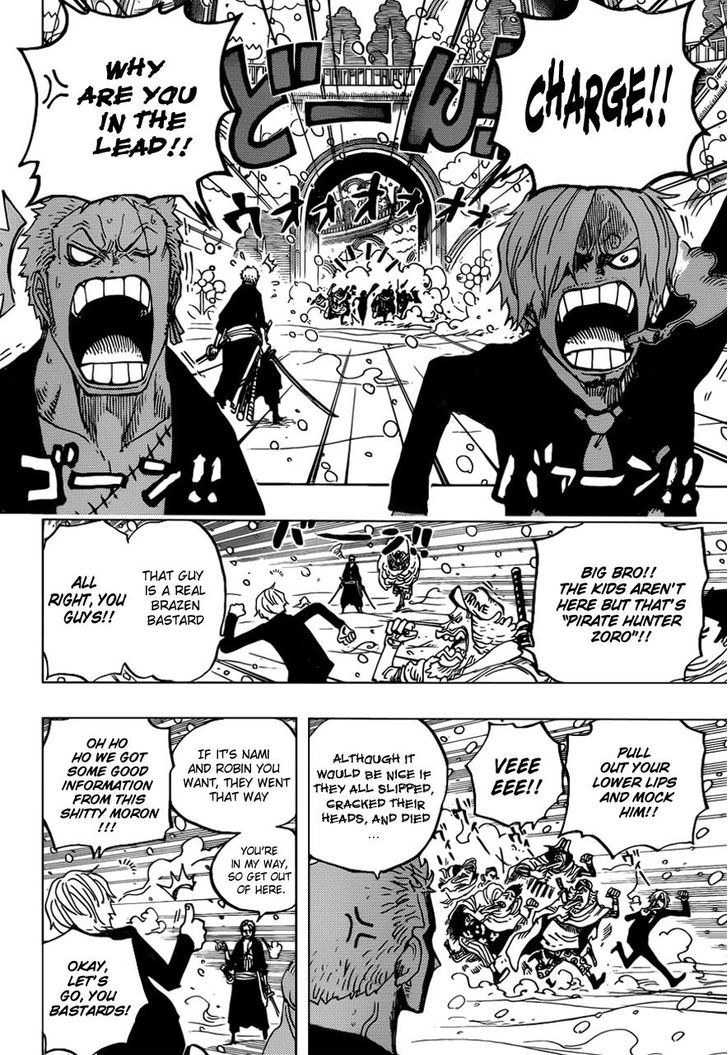 CHARGE!!
WHY
ARE YOU
IN THE
LEAD!!
どーん!
ウオオオオオ
バァーン!!
ゴーン!!
バーン!!
BIG BRO!!
THE KIDS AREN'T
HERE BUT THAT'S
"PIRATE HUNTER
ZORO"!!
RINE
THAT GUY
IS A REAL
BRAZEN
BASTARD
ALL
RIGHT, YOU
GUYS!!
PULL
OUT YOUR
LOWER LIPS
AND MOCK
HIM!!
VEEE
EEE!!
ALTHOUGH IT
WOULD BE NICE IF
THEY ALL SLIPPED,
CRACKED THEIR
HEADS, AND DIED
...
IF IT'S NAMI
AND ROBIN YOU
WANT, THEY WENT
THAT WAY
OH HO
HO WE GOT
SOME GOOD
INFORMATION
FROM THIS
SHITTY MORON
!!!
YOU'RE
IN MY WAY,
SO GET OUT
OF HERE.
OKAY,
LET'S
GO, YOU
BASTARDS!